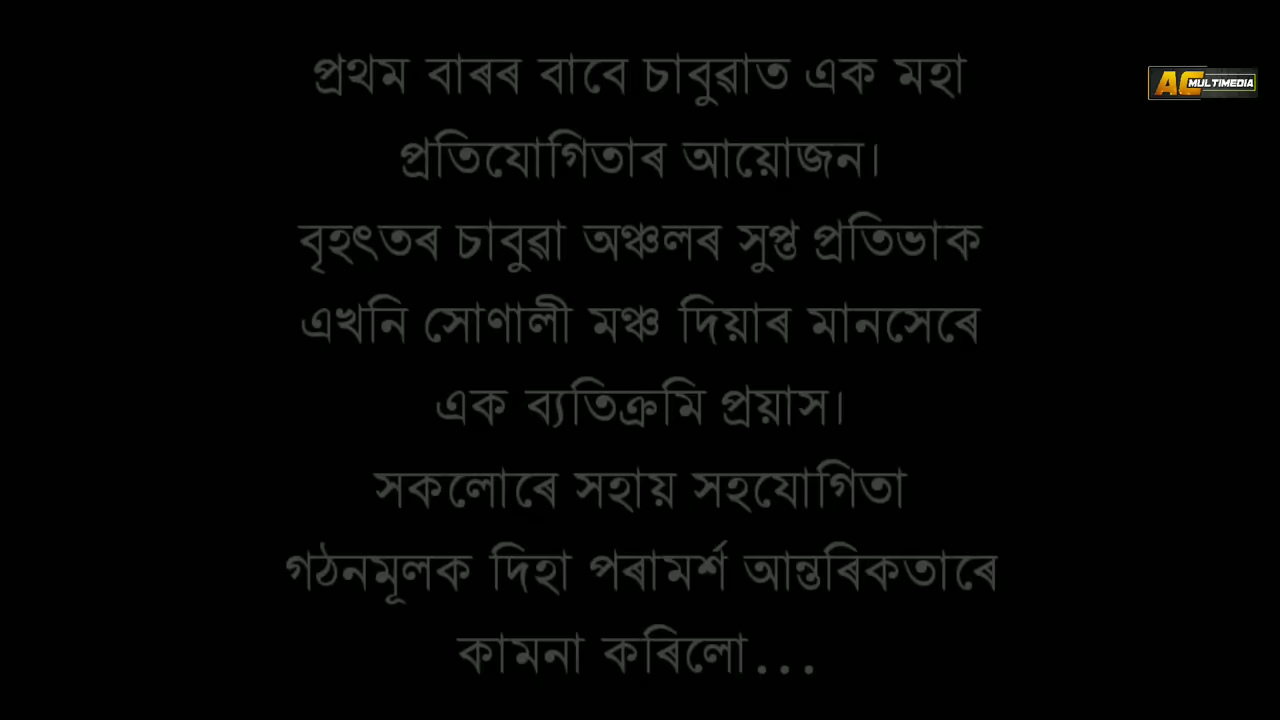 প্ৰথম বাৰৰ বাবে চাবুৱাত এক মহা
প্ৰতিযোগিতাৰ আয়োজন।
বৃহৎতৰ চাবুৱা অঞ্চলৰ সুপ্ত প্ৰতিভাক
এখনি সোণালী মঞ্চ দিয়াৰ মানসেৰে
এক ব্যতিক্ৰমি প্ৰয়াস।
সকলোৰে সহায় সহযোগিতা
গঠনমূলক দিহা পৰামৰ্শ আন্তৰিকতাৰে
কামনা কৰিলো...
AC MULTIMEDIA